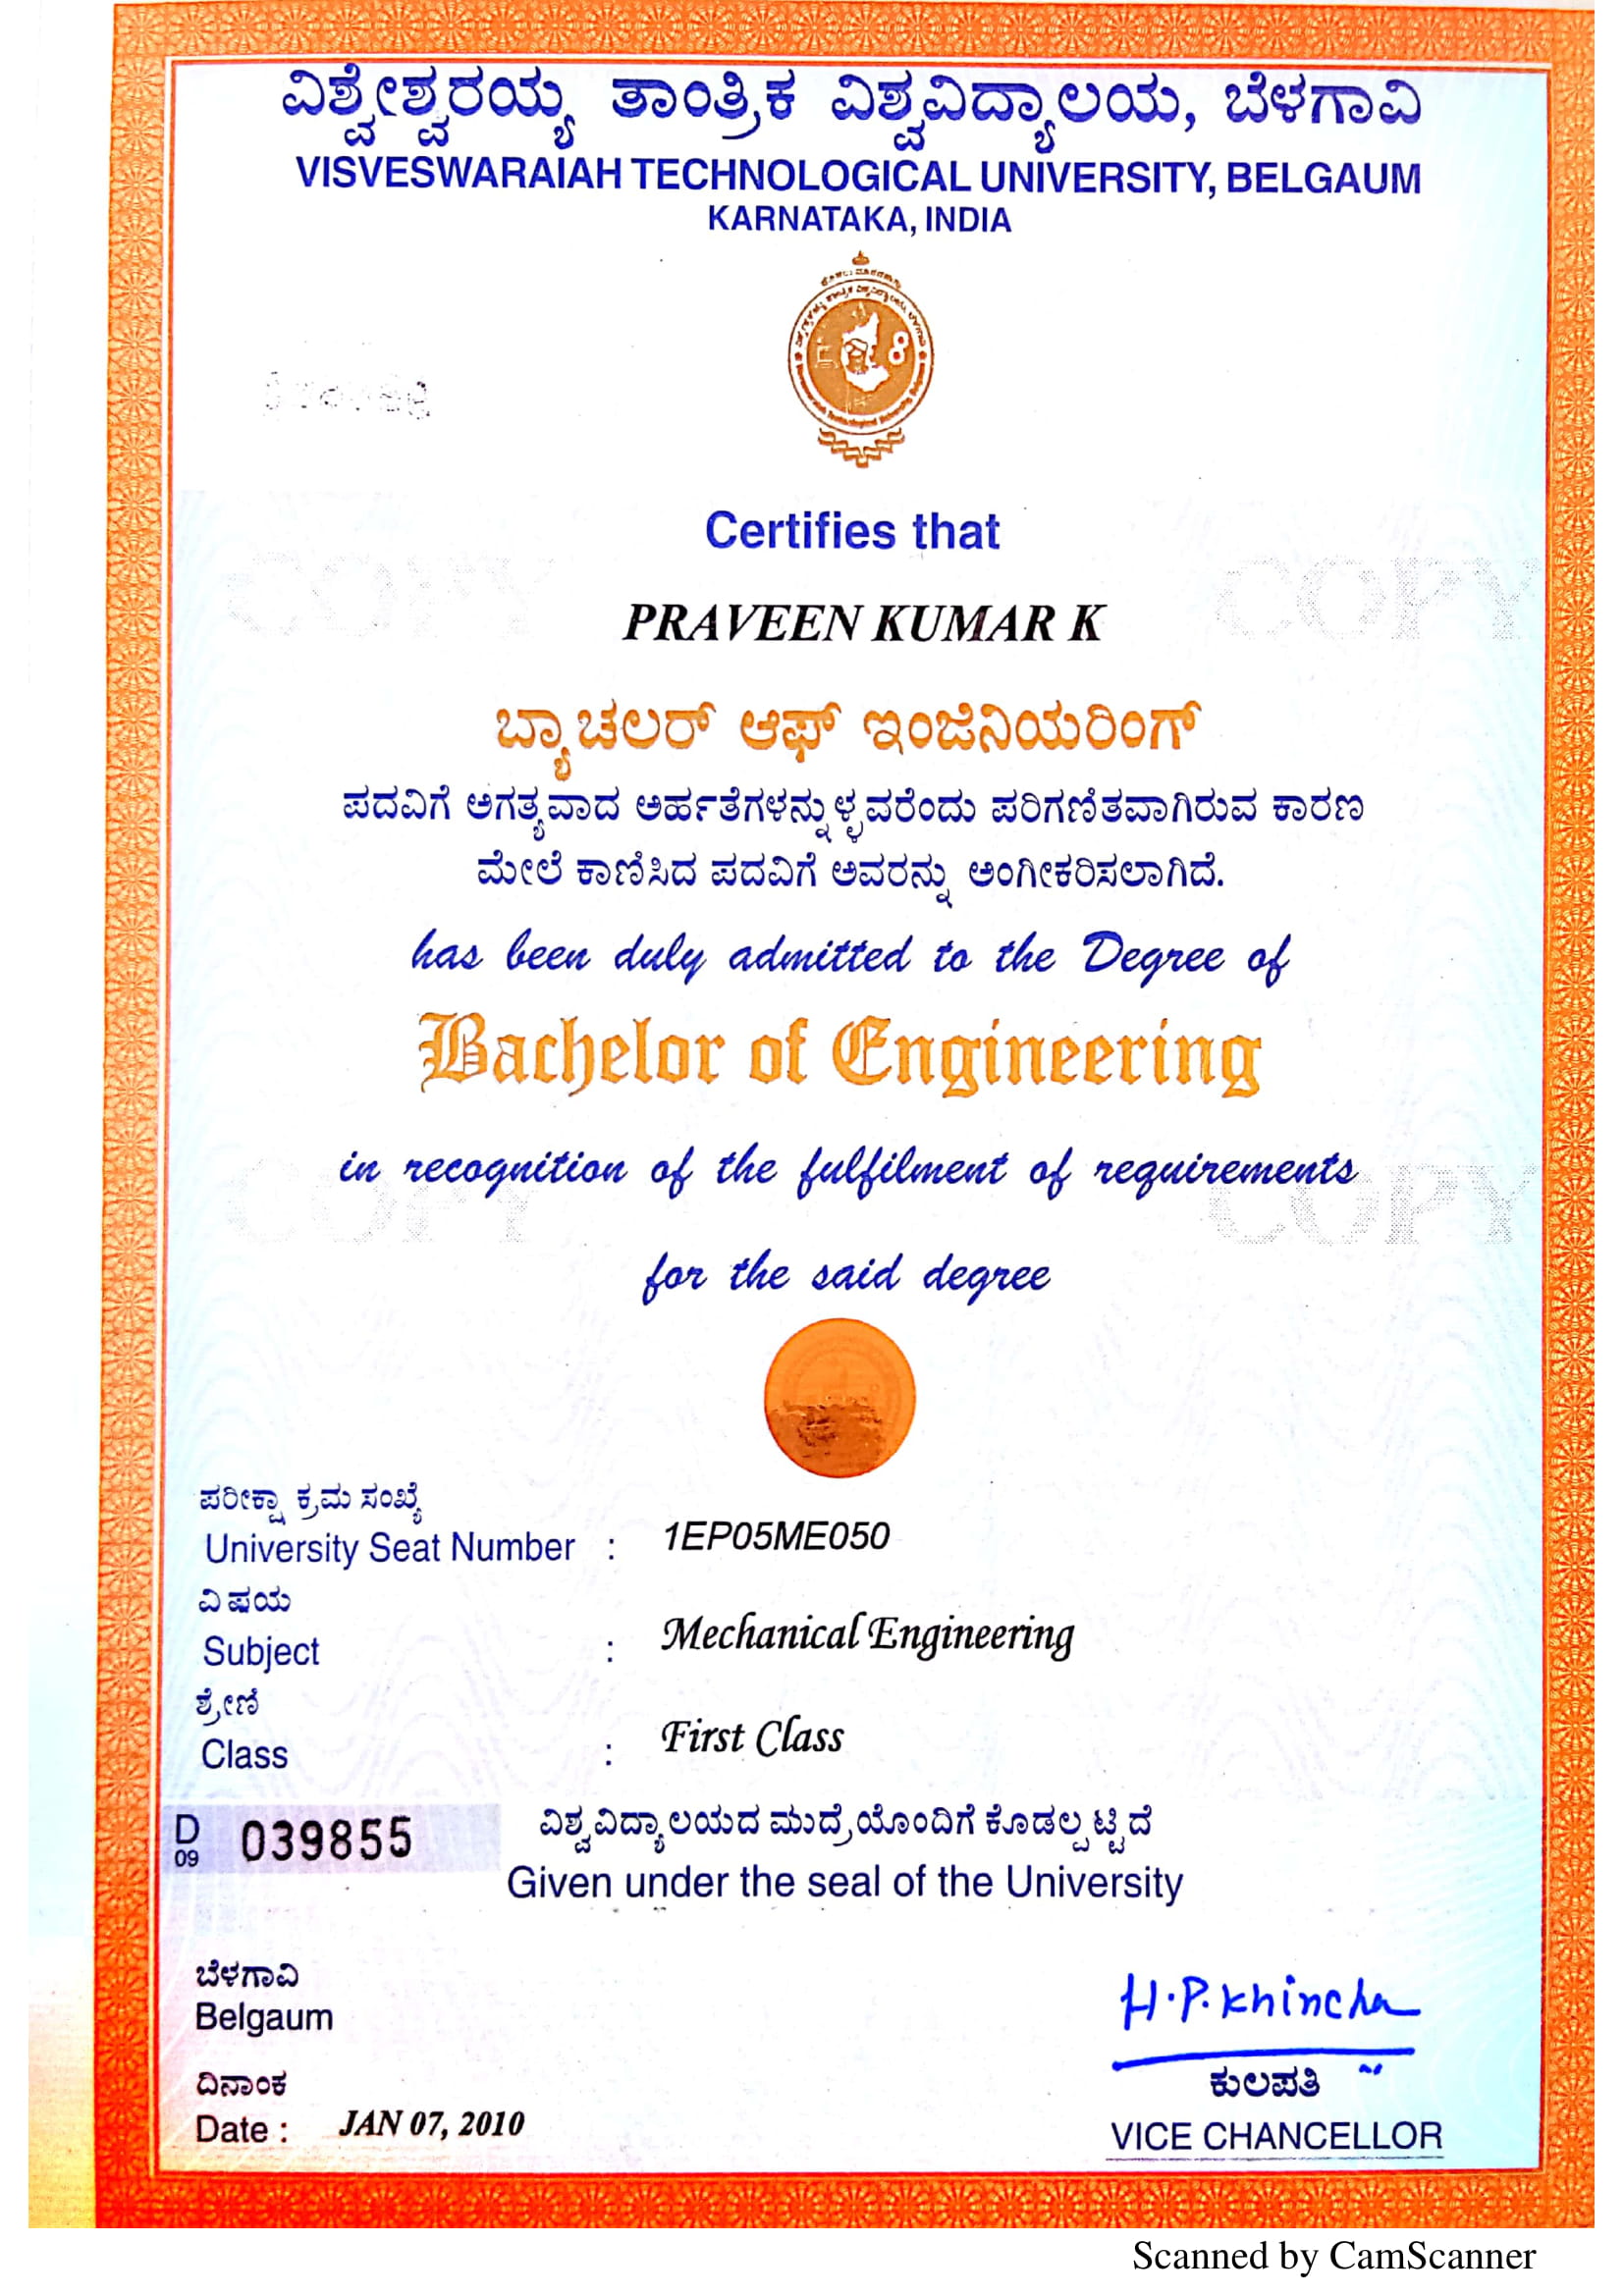 ವಿಶ್ವೇಶ್ವರಯ್ಯ ತಾಂತ್ರಿಕ ವಿಶ್ವವಿದ್ಯಾಲಯ, ಬೆಳಗಾವಿ
VISVESWARAIAH TECHNOLOGICAL UNIVERSITY, BELGAUM
KARNATAKA, INDIA
Certifies that
COPY COPY
PRAVEEN KUMAR K
ಬ್ಯಾಚಲರ್ ಆಫ್ ಇಂಜಿನಿಯರಿಂಗ್
ಪದವಿಗೆ ಅಗತ್ಯವಾದ ಅರ್ಹತೆಗಳನ್ನುಳ್ಳವರೆಂದು ಪರಿಗಣಿತವಾಗಿರುವ ಕಾರಣ
ಮೇಲೆ ಕಾಣಿಸಿದ ಪದವಿಗೆ ಅವರನ್ನು ಅಂಗೀಕರಿಸಲಾಗಿದೆ.
has been duly admitted to the Degree of
Bachelor of Engineering
in recognition of the fulfilment of requirements
COPY COPY
for the said degree
ಪರೀಕ್ಷಾ ಕ್ರಮ ಸಂಖ್ಯೆ
University Seat Number : 1EP05ME050
ವಿಷಯ
Subject : Mechanical Engineering
ಶ್ರೇಣಿ
Class : First Class
D 09 039855
ವಿಶ್ವವಿದ್ಯಾಲಯದ ಮುದ್ರೆಯೊಂದಿಗೆ ಕೊಡಲ್ಪಟ್ಟಿದೆ
Given under the seal of the University
ಬೆಳಗಾವಿ
Belgaum
H.P. Khincha
ದಿನಾಂಕ
ಕುಲಪತಿ
Date : JAN 07, 2010
VICE CHANCELLOR
Scanned by CamScanner